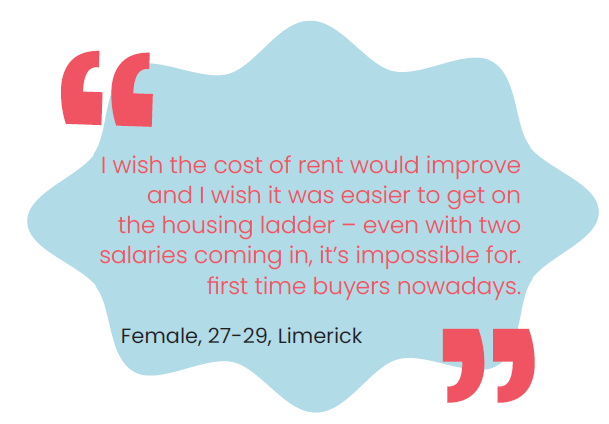 I wish the cost of rent would improve
and I wish it was easier to get on
the housing ladder – even with two
salaries coming in, it’s impossible for.
first time buyers nowadays.
Female, 27-29, Limerick